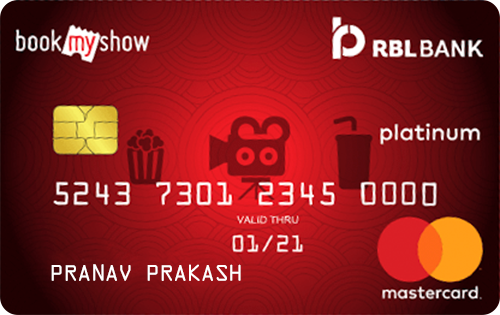 bookmyshow
RBL BANK
platinum
5243 7301 2345 0000
VALID THRU
01/21
PRANAV PRAKASH
mastercard.